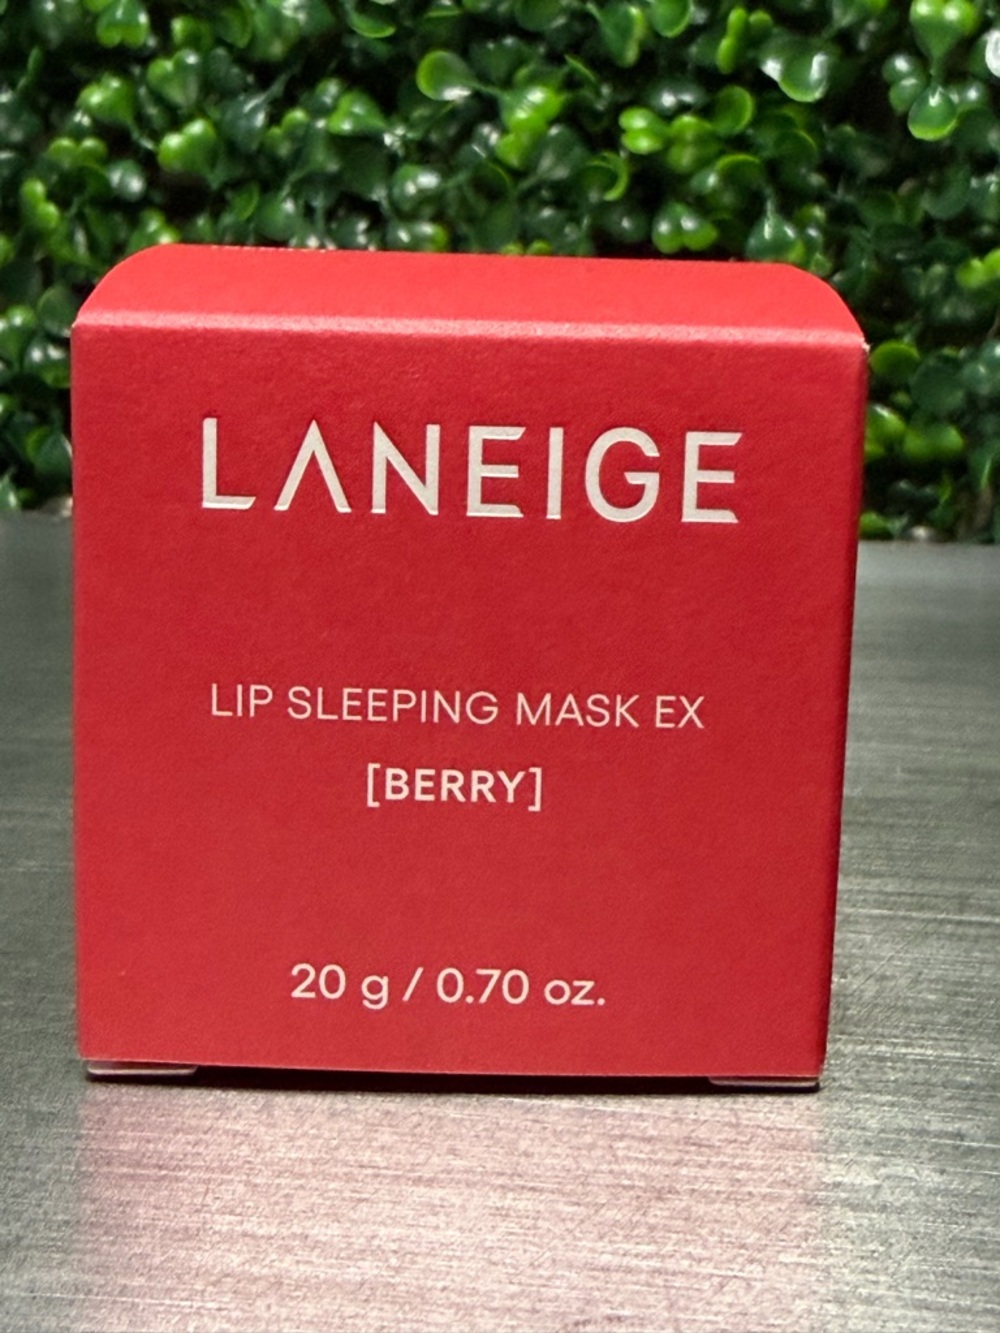 LANEIGE
LIP SLEEPING MASK EX
[BERRY]
20 g / 0.70 oz.